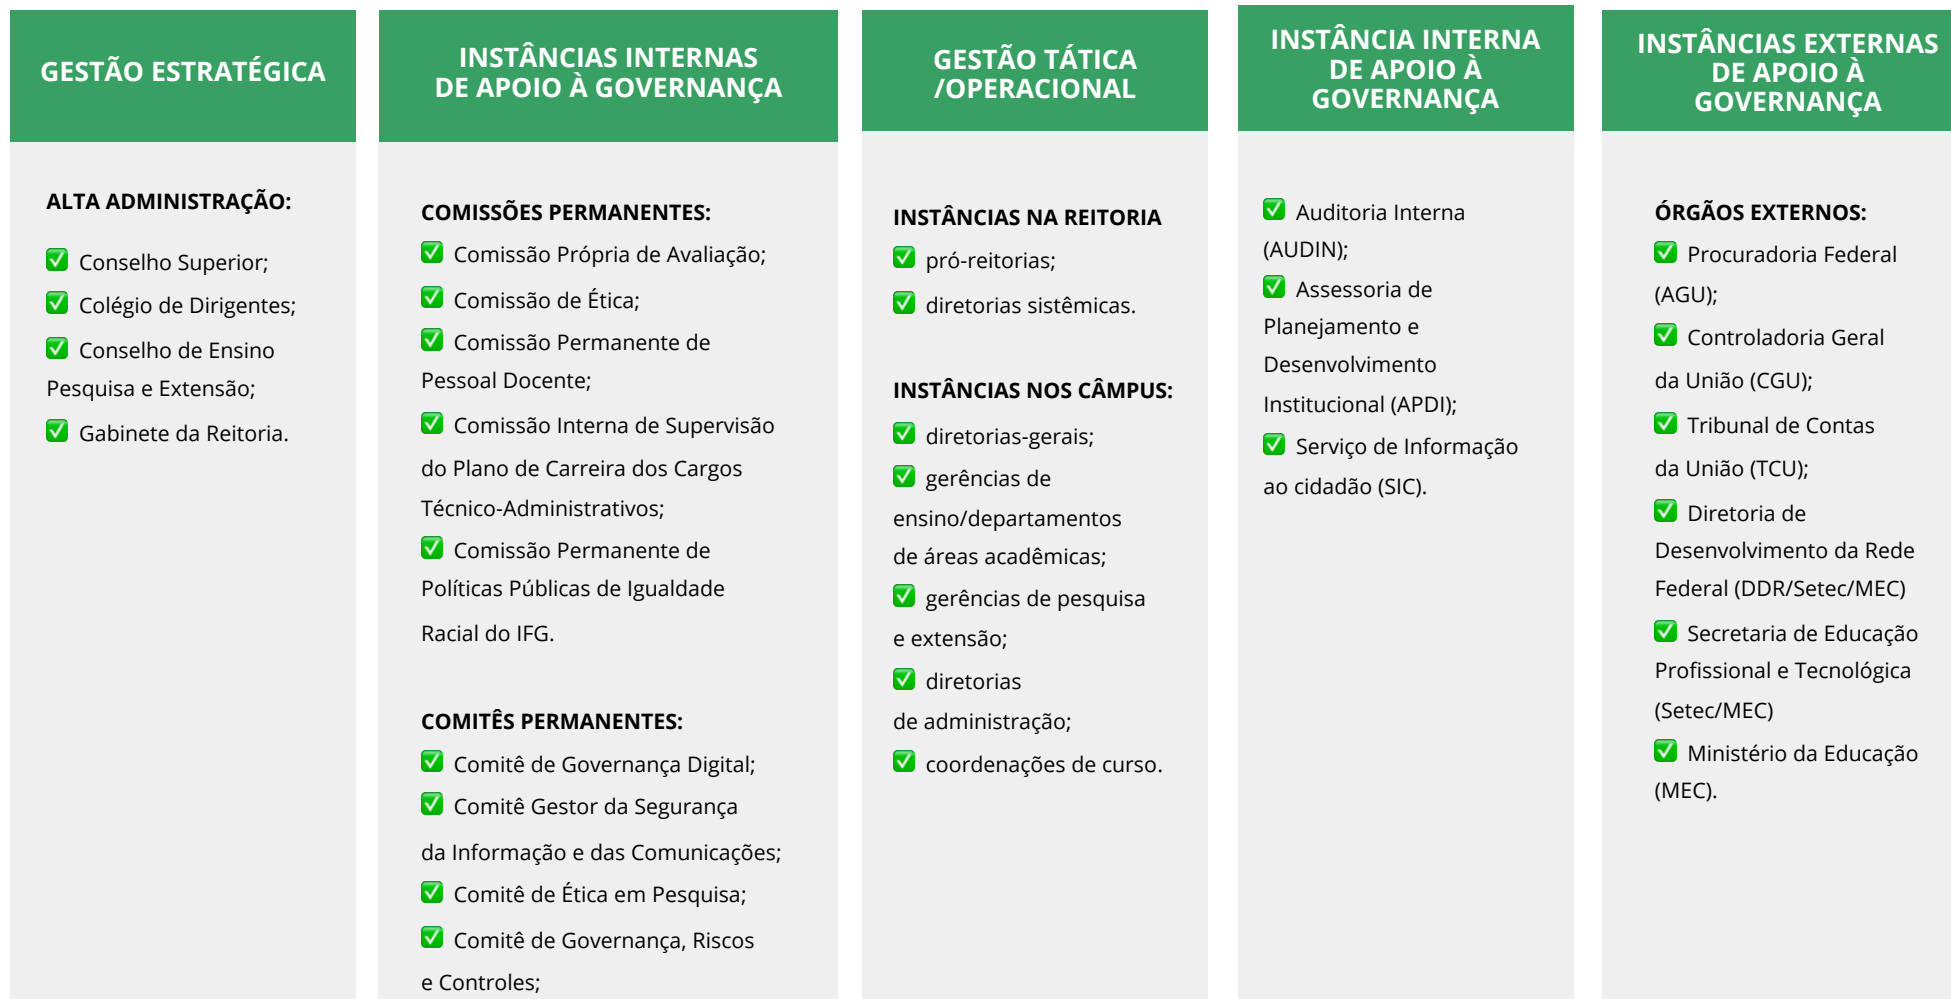 GESTÃO ESTRATÉGICA
ALTA ADMINISTRAÇÃO:
✅ Conselho Superior;
✅ Colégio de Dirigentes;
✅ Conselho de Ensino
Pesquisa e Extensão;
✅ Gabinete da Reitoria.
INSTÂNCIAS INTERNAS
DE APOIO À GOVERNANÇA
COMISSÕES PERMANENTES:
✅ Comissão Própria de Avaliação;
✅ Comissão de Ética;
✅ Comissão Permanente de
Pessoal Docente;
✅ Comissão Interna de Supervisão
do Plano de Carreira dos Cargos
Técnico-Administrativos;
✅ Comissão Permanente de
Políticas Públicas de Igualdade
Racial do IFG.
COMITÊS PERMANENTES:
✅ Comitê de Governança Digital;
✅ Comitê Gestor da Segurança
da Informação e das Comunicações;
✅ Comitê de Ética em Pesquisa;
✅ Comitê de Governança, Riscos
e Controles;
GESTÃO TÁTICA
/OPERACIONAL
INSTÂNCIAS NA REITORIA
✅ pró-reitorias;
✅ diretorias sistêmicas.
INSTÂNCIAS NOS CÂMPUS:
✅ diretorias-gerais;
✅ gerências de
ensino/departamentos
de áreas acadêmicas;
✅ gerências de pesquisa
e extensão;
✅ diretorias
de administração;
✅ coordenações de curso.
INSTÂNCIA INTERNA
DE APOIO À
GOVERNANÇA
✅ Auditoria Interna
(AUDIN);
✅ Assessoria de
Planejamento e
Desenvolvimento
Institucional (APDI);
✅ Serviço de Informação
ao cidadão (SIC).
INSTÂNCIAS EXTERNAS
DE APOIO À
GOVERNANÇA
ÓRGÃOS EXTERNOS:
✅ Procuradoria Federal
(AGU);
✅ Controladoria Geral
da União (CGU);
✅ Tribunal de Contas
da União (TCU);
✅ Diretoria de
Desenvolvimento da Rede
Federal (DDR/Setec/MEC)
✅ Secretaria de Educação
Profissional e Tecnológica
(Setec/MEC)
✅ Ministério da Educação
(MEC).